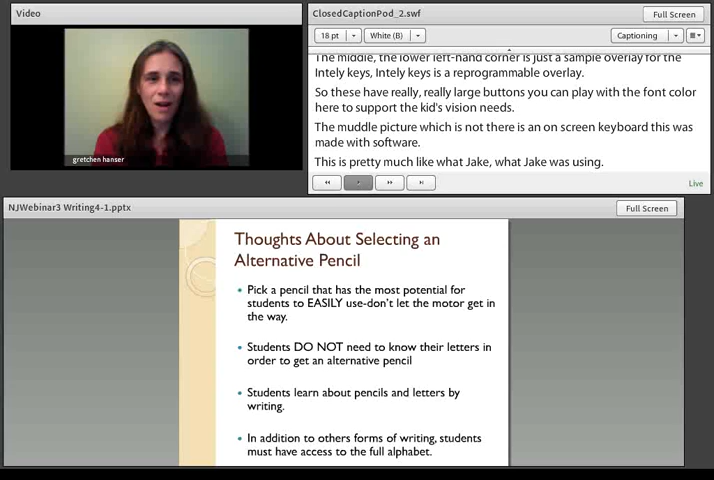 Video
gretchen hanser
ClosedCaptionPod_2.swf
Full Screen
18 pt
White (B)
Captioning
The middle, the lower left-hand corner is just a sample overlay for the
Intely keys, Intely keys is a reprogrammable overlay.
So these have really, really large buttons you can play with the font color
here to support the kid's vision needs.
The muddle picture which is not there is an on screen keyboard this was
made with software.
This is pretty much like what Jake, what Jake was using.
Live
NJWebinar3 Writing4-1.pptx
Full Screen
Thoughts About Selecting an
Alternative Pencil
• Pick a pencil that has the most potential for
students to EASILY use-don't let the motor get in
the way.
• Students DO NOT need to know their letters in
order to get an alternative pencil
• Students learn about pencils and letters by
writing.
• In addition to others forms of writing, students
must have access to the full alphabet.